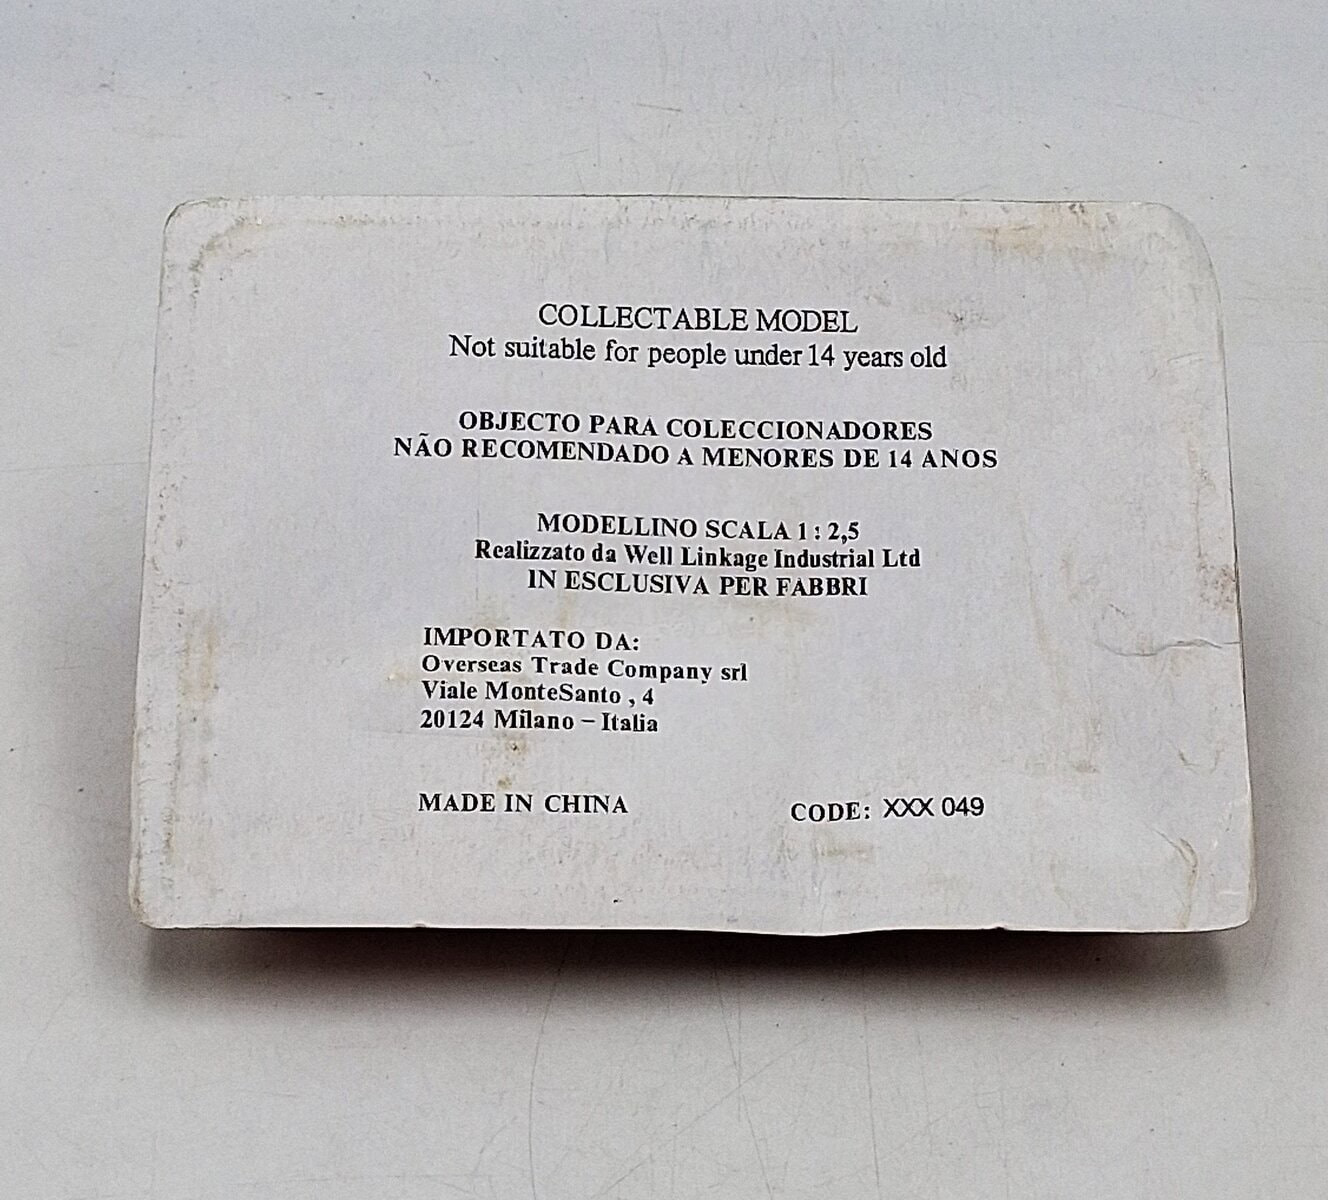 COLLECTABLE MODEL
Not suitable for people under 14 years old
OBJECTO PARA COLECCIONADORES
NÃO RECOMENDADO A MENORES DE 14 ANOS
MODELLINO SCALA 1 : 2,5
Realizzato da Well Linkage Industrial Ltd
IN ESCLUSIVA PER FABBRI
IMPORTATO DA:
Overseas Trade Company srl
Viale MonteSanto , 4
20124 Milano – Italia
MADE IN CHINA
CODE: XXX 049